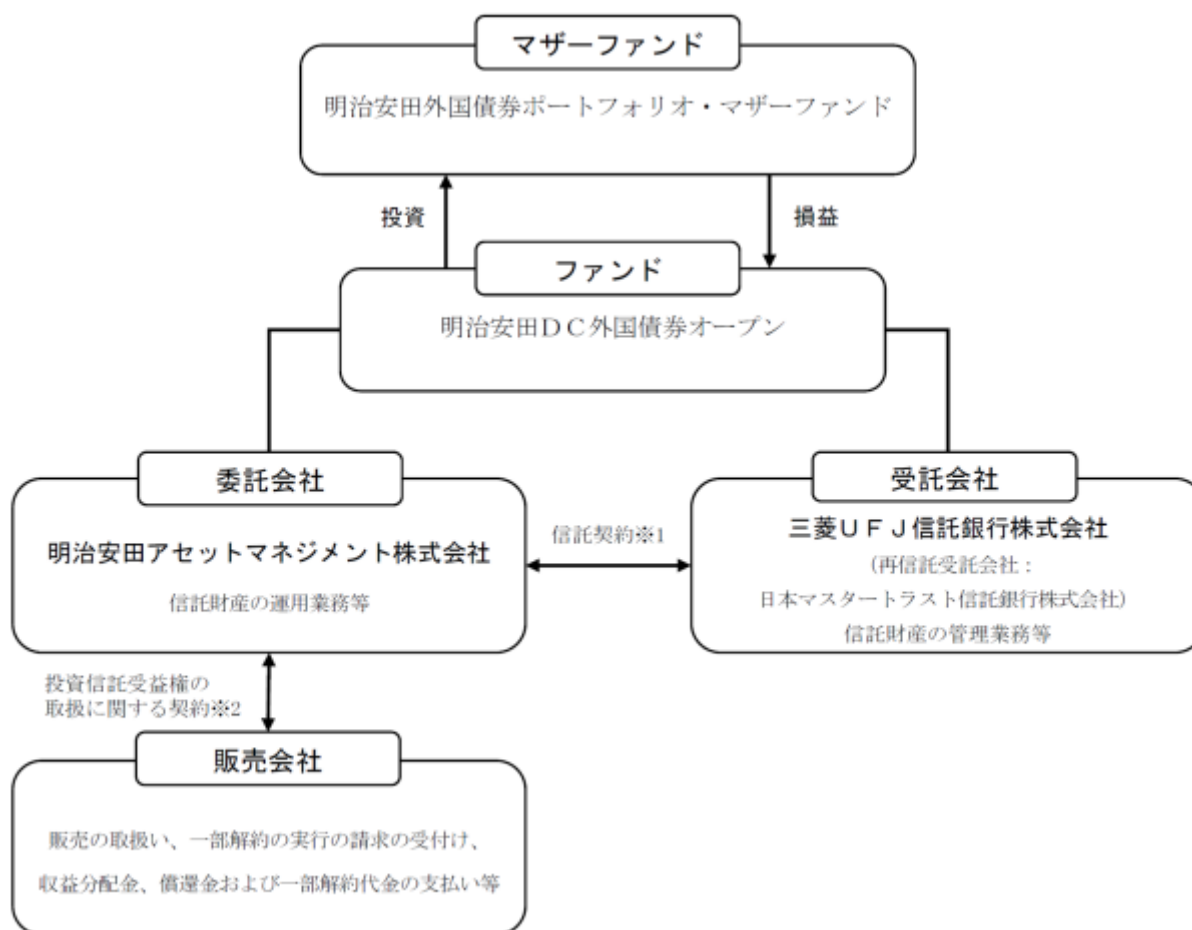 マザーファンド
明治安田外国債券ポートフォリオ・マザーファンド
投資
損益
ファンド
明治安田ＤＣ外国債券オープン
委託会社
明治安田アセットマネジメント株式会社
信託財産の運用業務等
信託契約※1
受託会社
三菱ＵＦＪ信託銀行株式会社
（再信託受託会社：
日本マスタートラスト信託銀行株式会社）
信託財産の管理業務等
投資信託受益権の
取扱に関する契約※2
販売会社
販売の取扱い、一部解約の実行の請求の受付け、
収益分配金、償還金および一部解約代金の支払い等